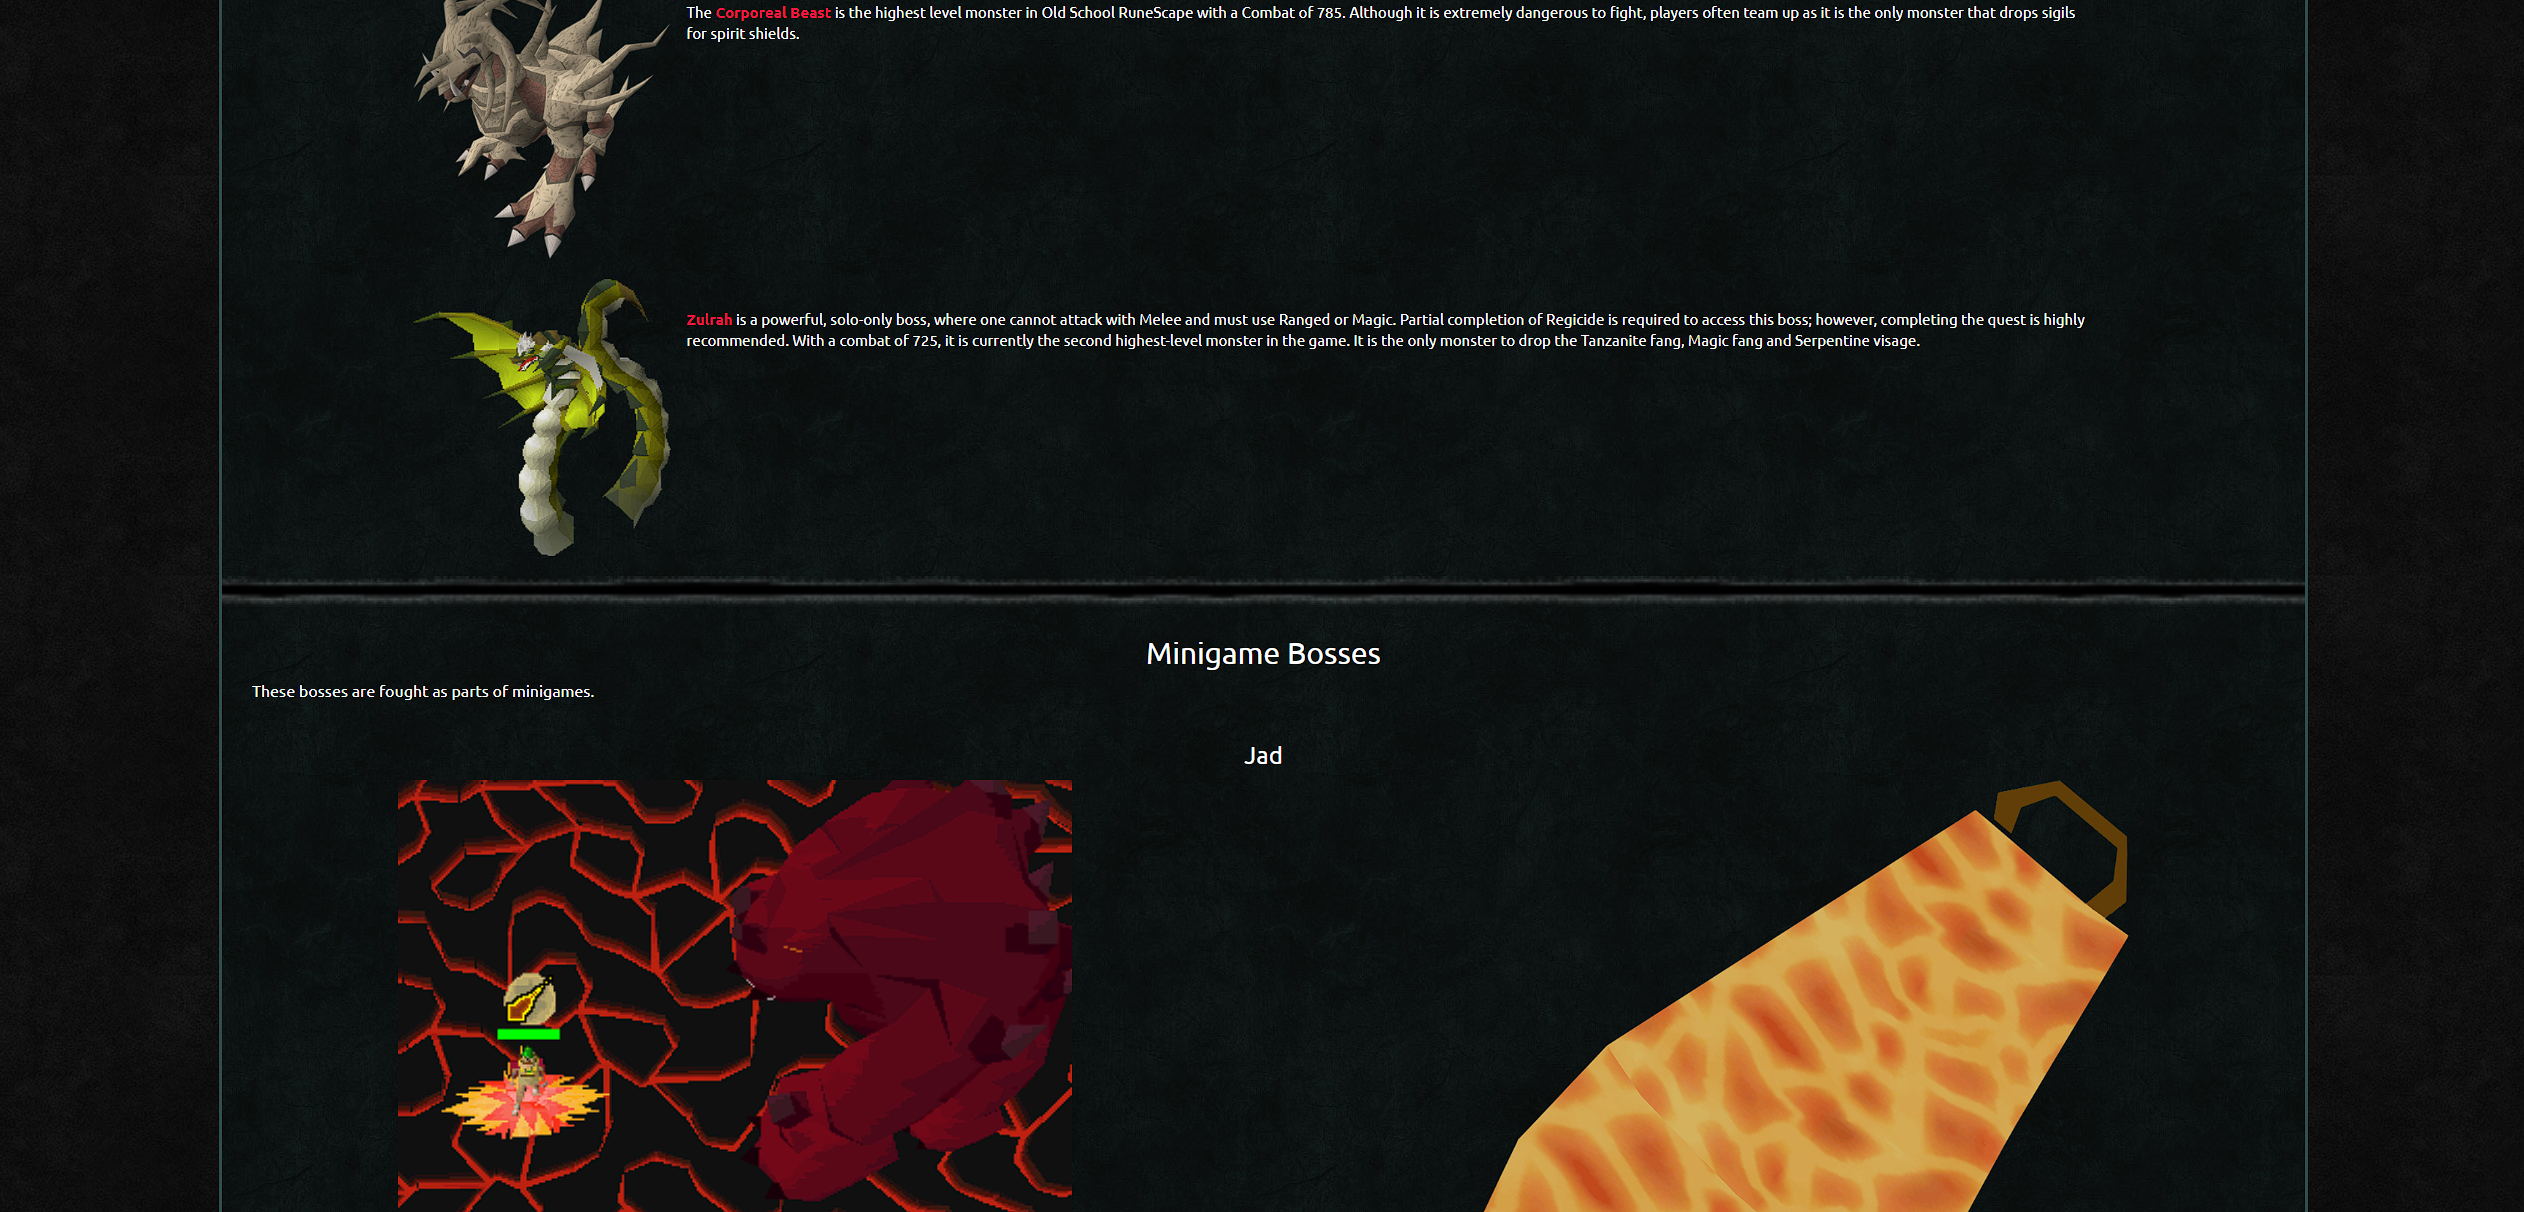 The Corporeal Beast is the highest level monster in Old School RuneScape with a Combat of 785. Although it is extremely dangerous to fight, players often team up as it is the only monster that drops sigils
for spirit shields.
Zulrah is a powerful, solo-only boss, where one cannot attack with Melee and must use Ranged or Magic. Partial completion of Regicide is required to access this boss; however, completing the quest is highly
recommended. With a combat of 725, it is currently the second highest-level monster in the game. It is the only monster to drop the Tanzanite fang, Magic fang and Serpentine visage.
Minigame Bosses
These bosses are fought as parts of minigames.
Jad